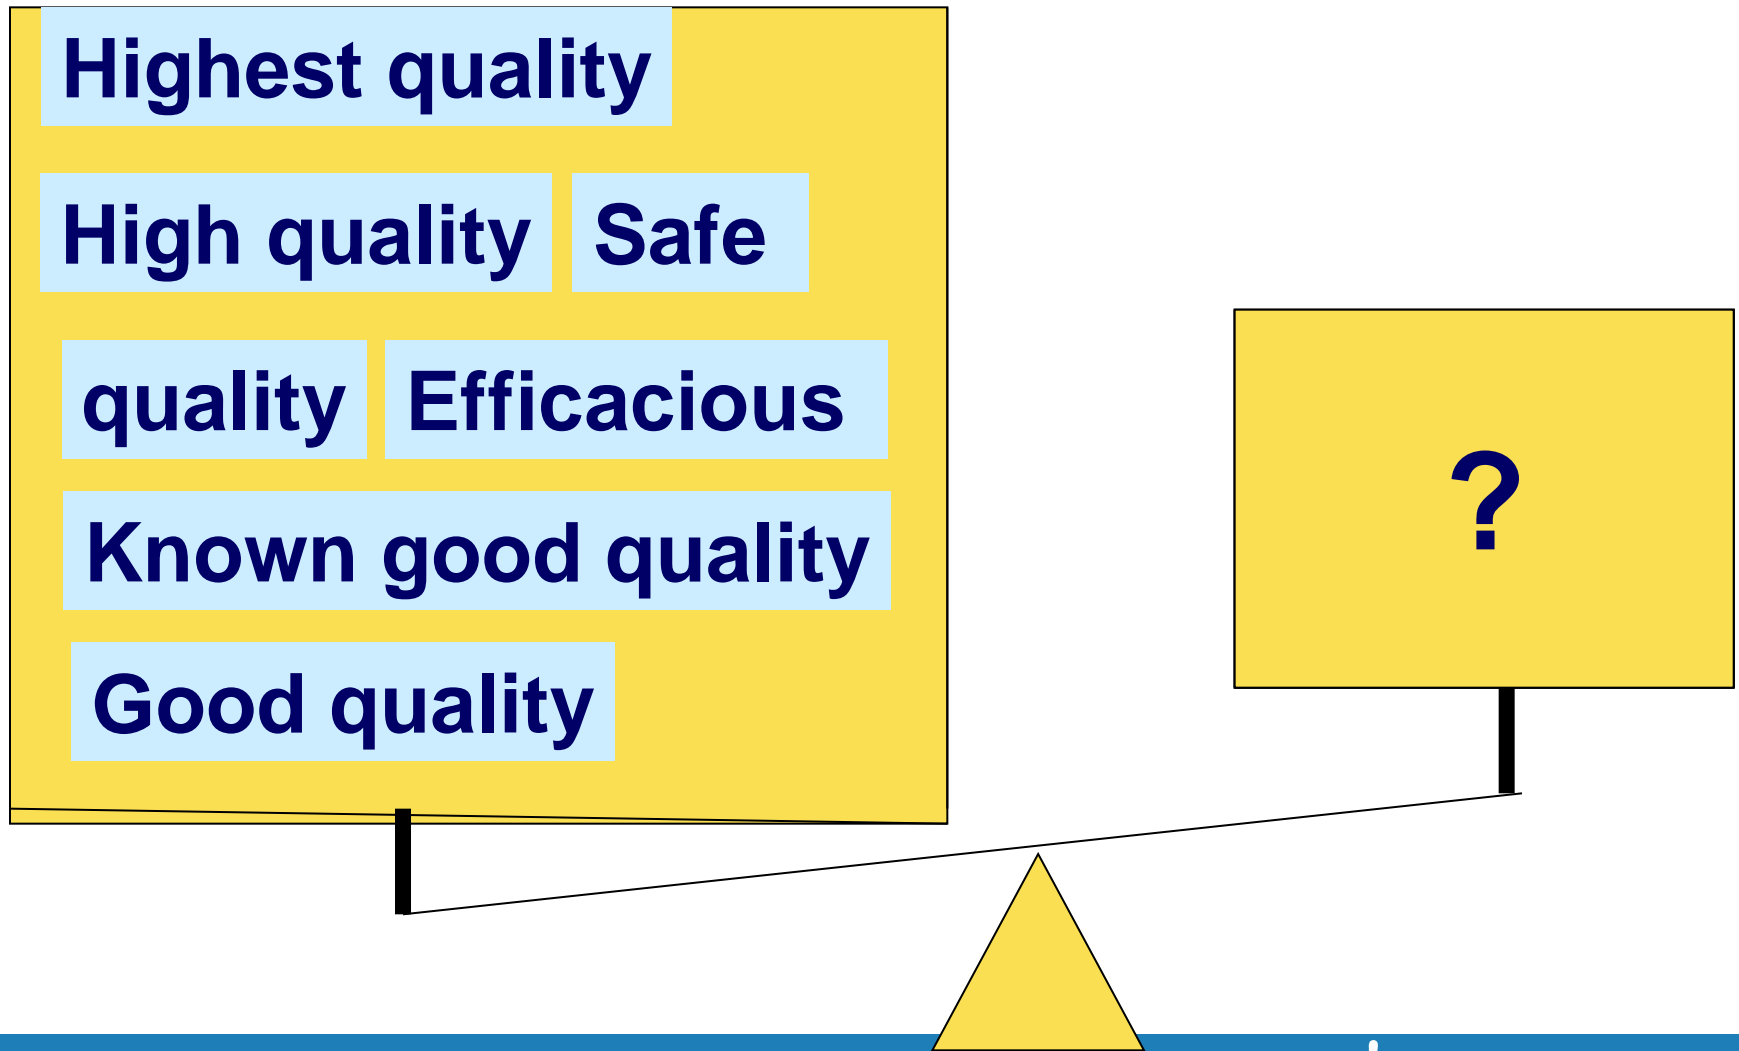 Highest quality
High quality Safe
quality Efficacious
Known good quality
Good quality
?